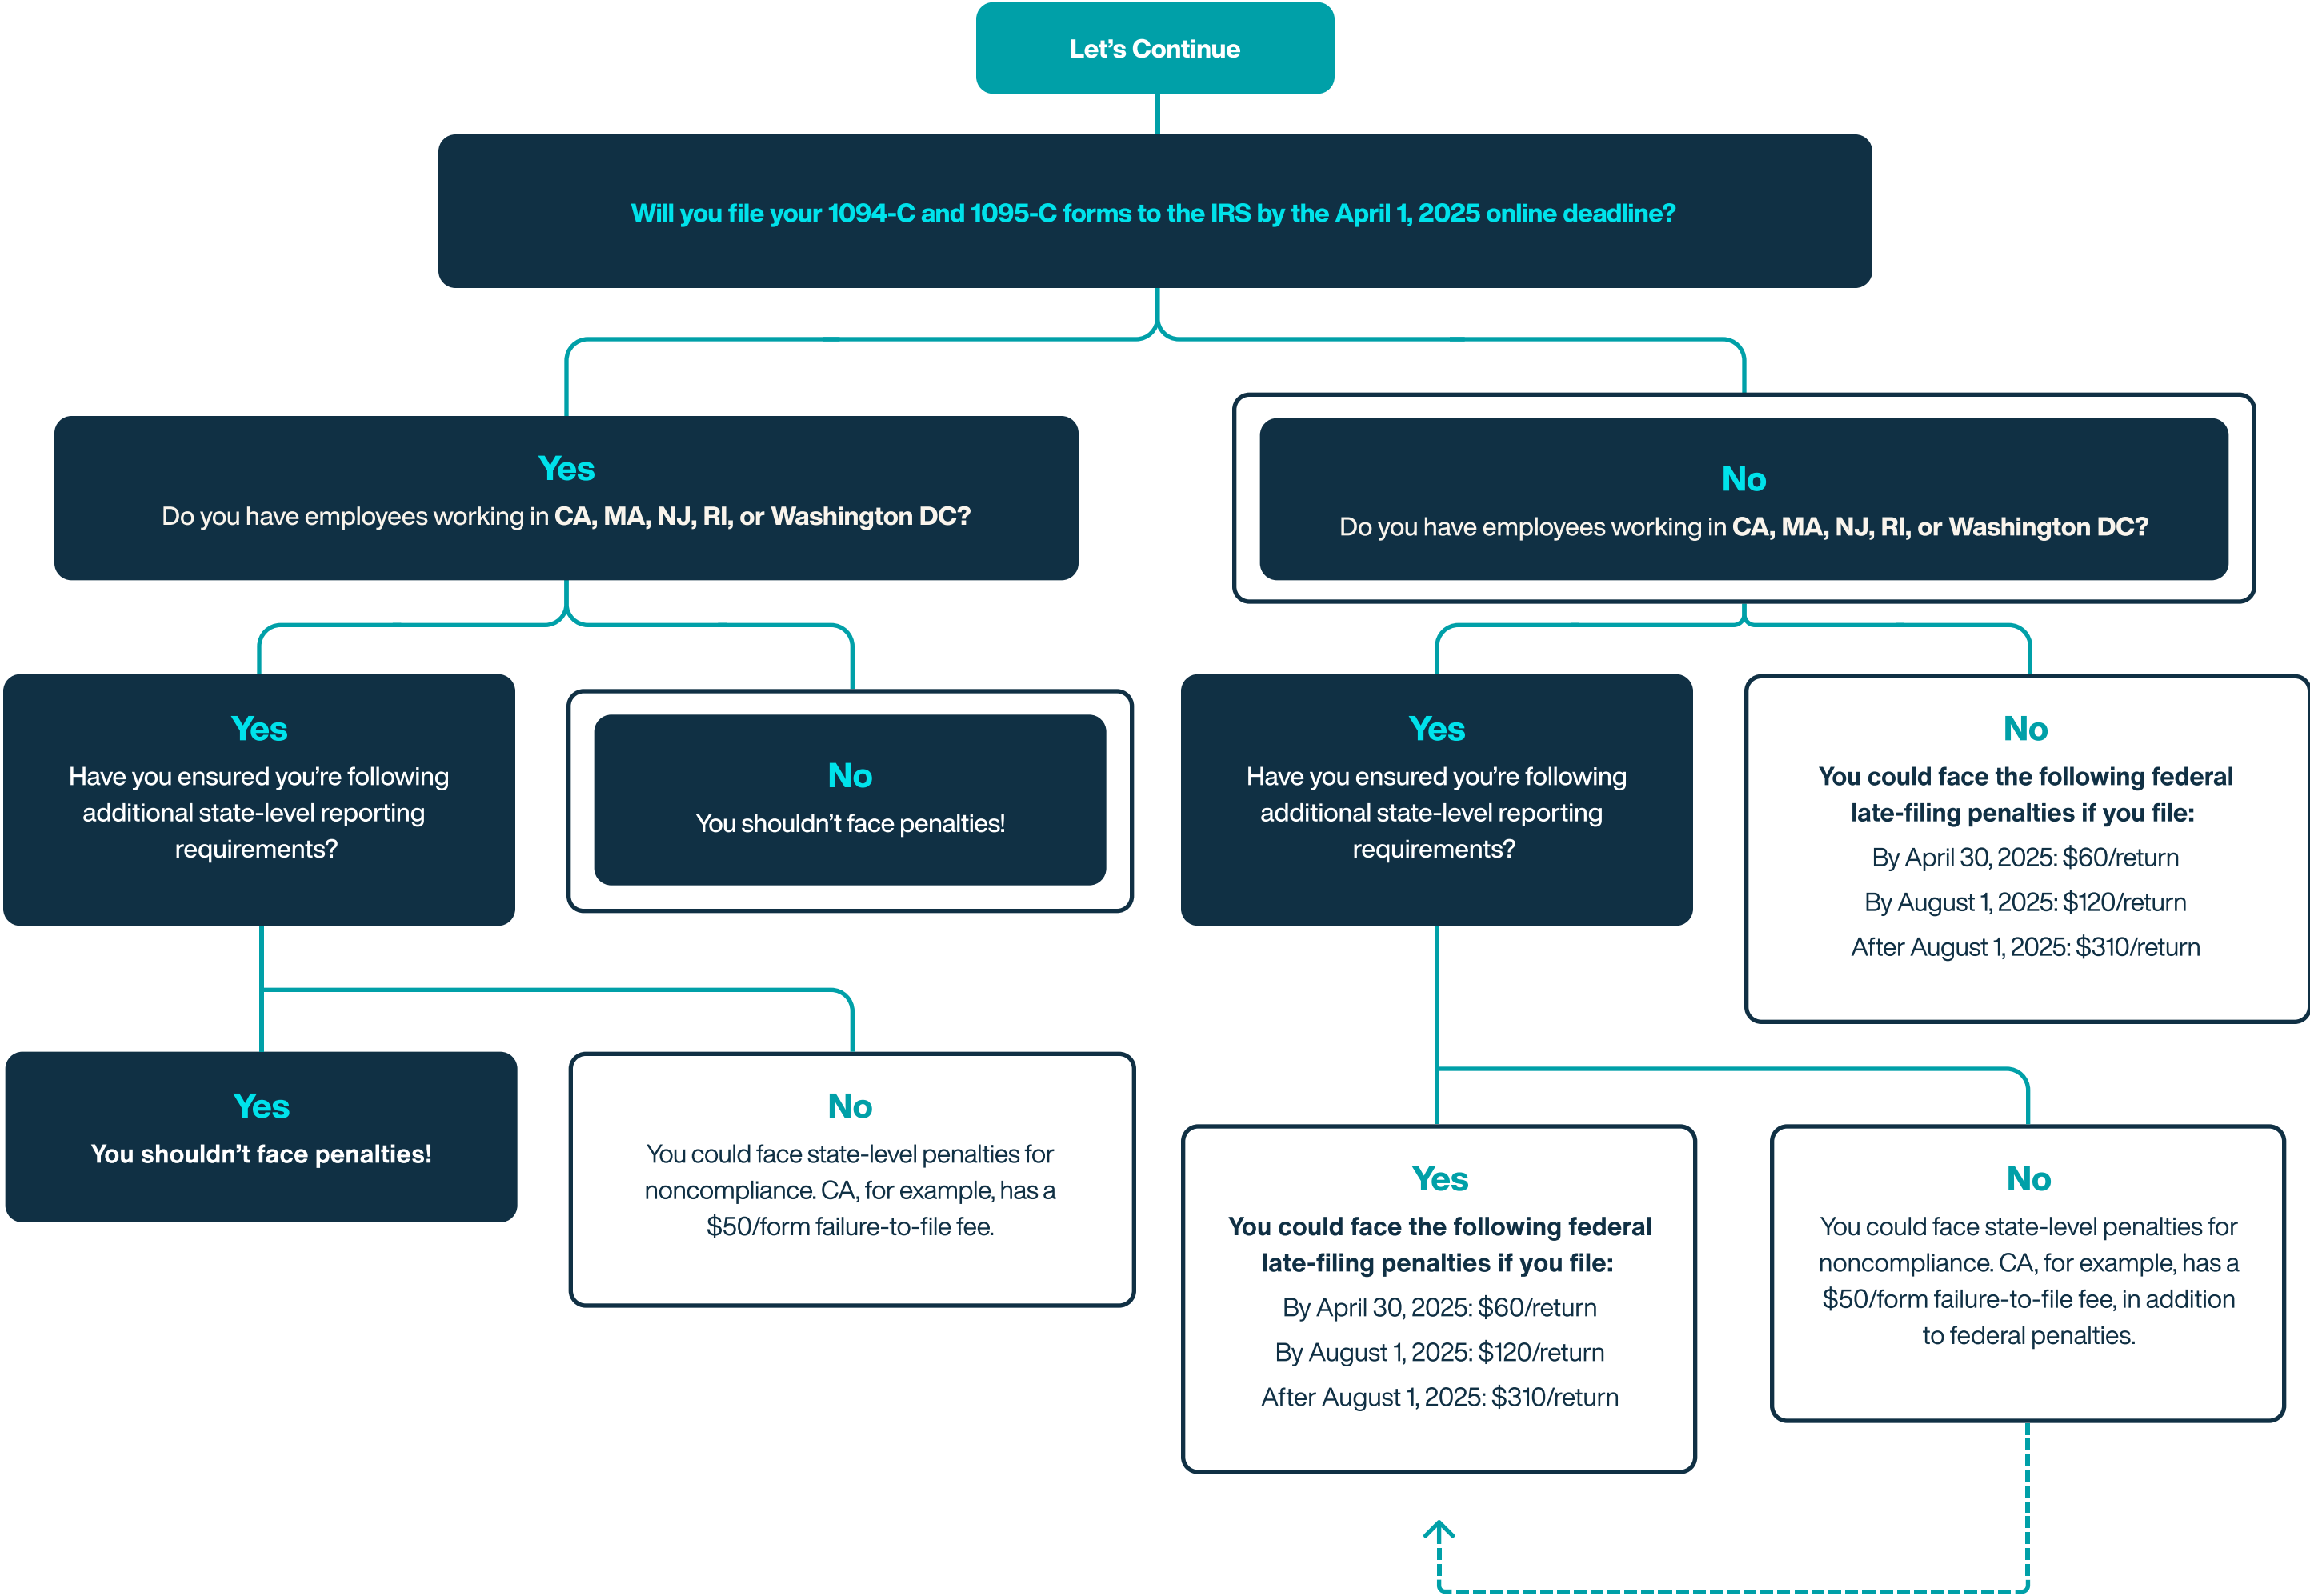 Let’s Continue
Will you file your 1094-C and 1095-C forms to the IRS by the April 1, 2025 online deadline?
Yes
Do you have employees working in CA, MA, NJ, RI, or Washington DC?
No
Do you have employees working in CA, MA, NJ, RI, or Washington DC?
Yes
Have you ensured you’re following
additional state-level reporting
requirements?
No
You shouldn’t face penalties!
Yes
Have you ensured you’re following
additional state-level reporting
requirements?
No
You could face the following federal
late-filing penalties if you file:
By April 30, 2025: $60/return
By August 1, 2025: $120/return
After August 1, 2025: $310/return
Yes
You shouldn’t face penalties!
No
You could face state-level penalties for
noncompliance. CA, for example, has a
$50/form failure-to-file fee.
Yes
You could face the following federal
late-filing penalties if you file:
By April 30, 2025: $60/return
By August 1, 2025: $120/return
After August 1, 2025: $310/return
No
You could face state-level penalties for
noncompliance. CA, for example, has a
$50/form failure-to-file fee, in addition
to federal penalties.